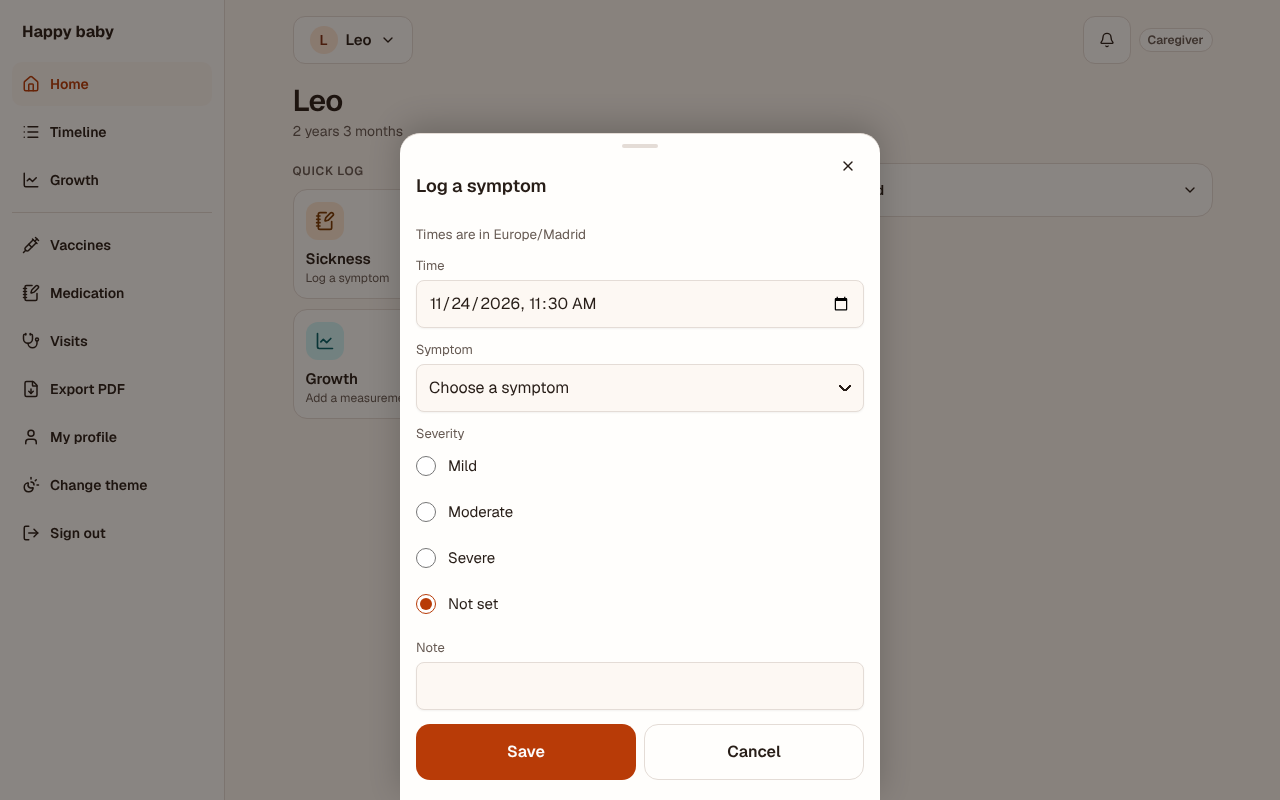 Happy baby
Home
Timeline
Growth
Vaccines
Medication
Visits
Export PDF
My profile
Change theme
Sign out
L Leo
Caregiver
Leo
2 years 3 months
QUICK LOG
Sickness
Log a symptom
Growth
Log a symptom
Times are in Europe/Madrid
Time
11/24/2026, 11:30 AM
Symptom
Choose a symptom
Severity
Mild
Moderate
Severe
Not set
Note
Save
Cancel